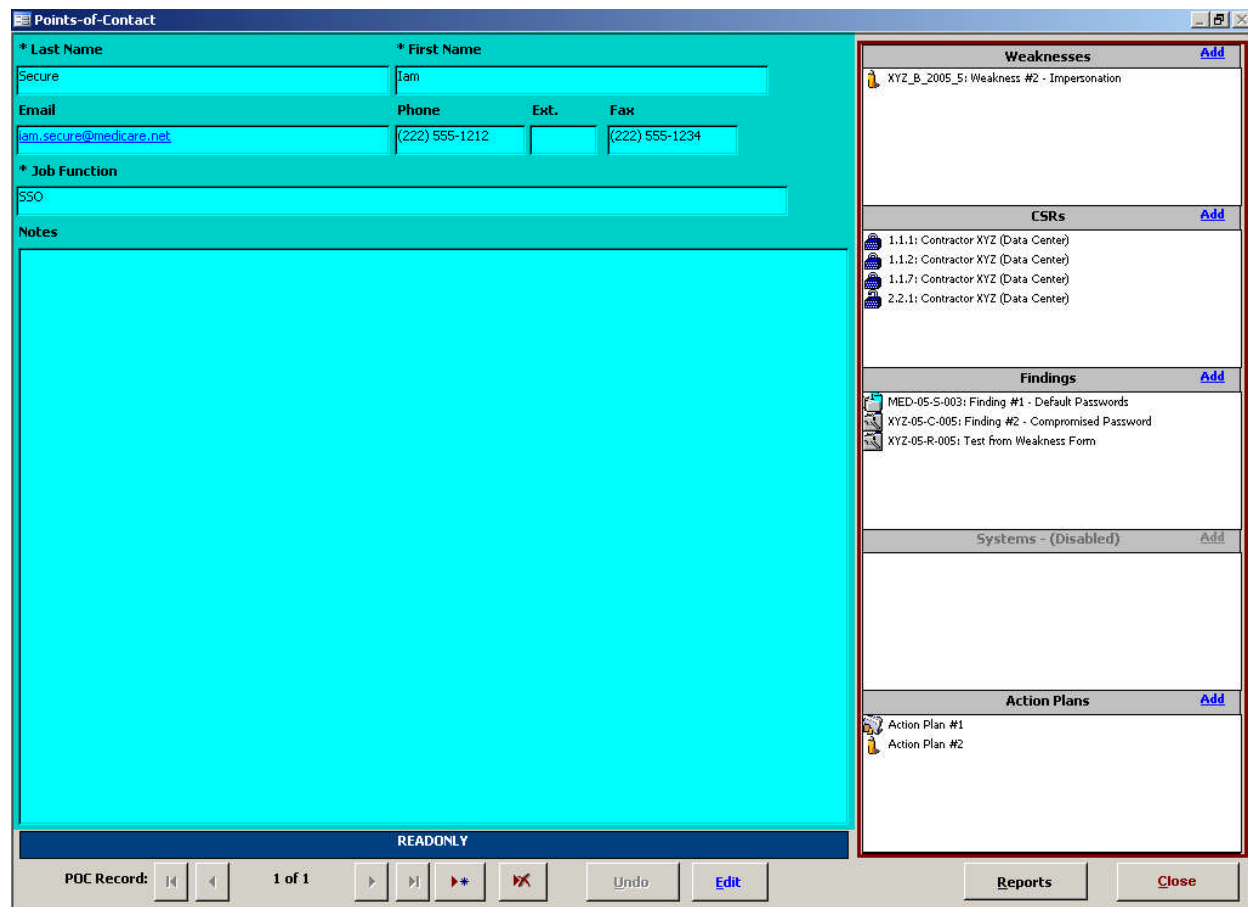 Points-of-Contact
* Last Name * First Name
Secure Iam
Email Phone Ext. Fax
iam.secure@medicare.net (222) 555-1212 (222) 555-1234
* Job Function
SSO
Notes
READONLY
POC Record: 1 of 1 Undo Edit
Weaknesses Add
XYZ_B_2005_5: Weakness #2 - Impersonation
CSRs Add
1.1.1: Contractor XYZ (Data Center)
1.1.2: Contractor XYZ (Data Center)
1.1.7: Contractor XYZ (Data Center)
2.2.1: Contractor XYZ (Data Center)
Findings Add
MED-05-S-003: Finding #1 - Default Passwords
XYZ-05-C-005: Finding #2 - Compromised Password
XYZ-05-R-005: Test from Weakness Form
Systems - (Disabled) Add
Action Plans Add
Action Plan #1
Action Plan #2
Reports Close